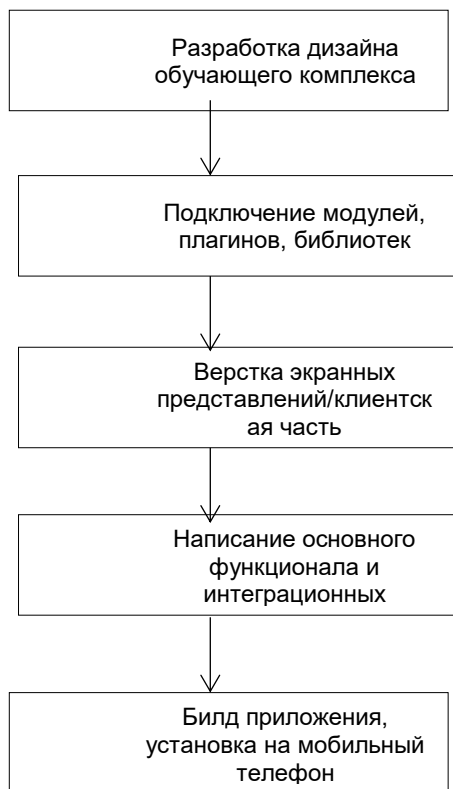 Разработка дизайна
обучающего комплекса
Подключение модулей,
плагинов, библиотек
Верстка экранных
представлений/клиентск
ая часть
Написание основного
функционала и
интеграционных
Билд приложения,
установка на мобильный
телефон